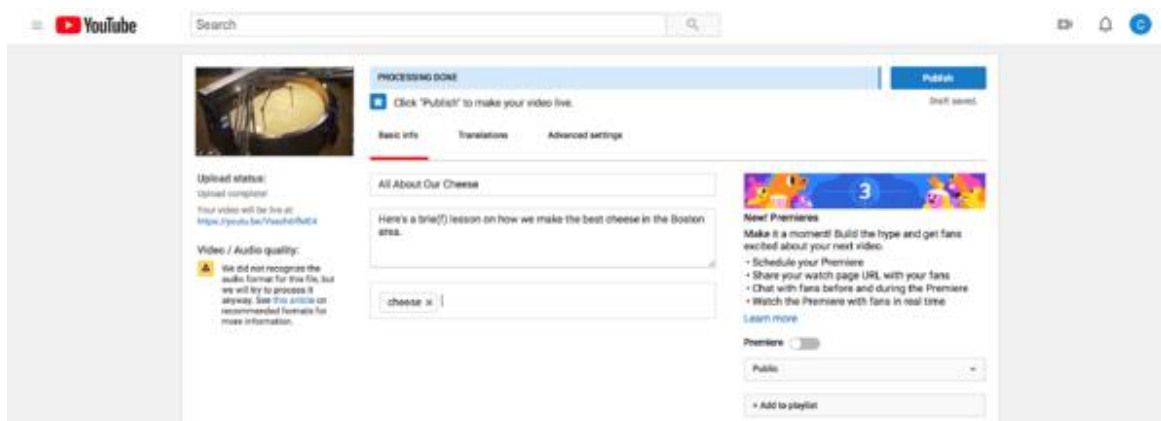 YouTube
Search
C
PROCESSING DONE
Publish
Click "Publish" to make your video live.
Draft saved.
Basic info
Translations
Advanced settings
Upload status:
Upload complete!
Your video will be live at:
Video / Audio quality:
We did not recognize the
audio format for this file, but
we will try to process it
anyway. See this article on
recommended formats for
more information.
All About Our Cheese
Here's a brie(f) lesson on how we make the best cheese in the Boston
area.
cheese ×
3
New! Premieres
Make it a moment! Build the hype and get fans
excited about your next video.
• Schedule your Premiere
• Share your watch page URL with your fans
• Chat with fans before and during the Premiere
• Watch the Premiere with fans in real time
Learn more
Premiere
Public
+ Add to playlist